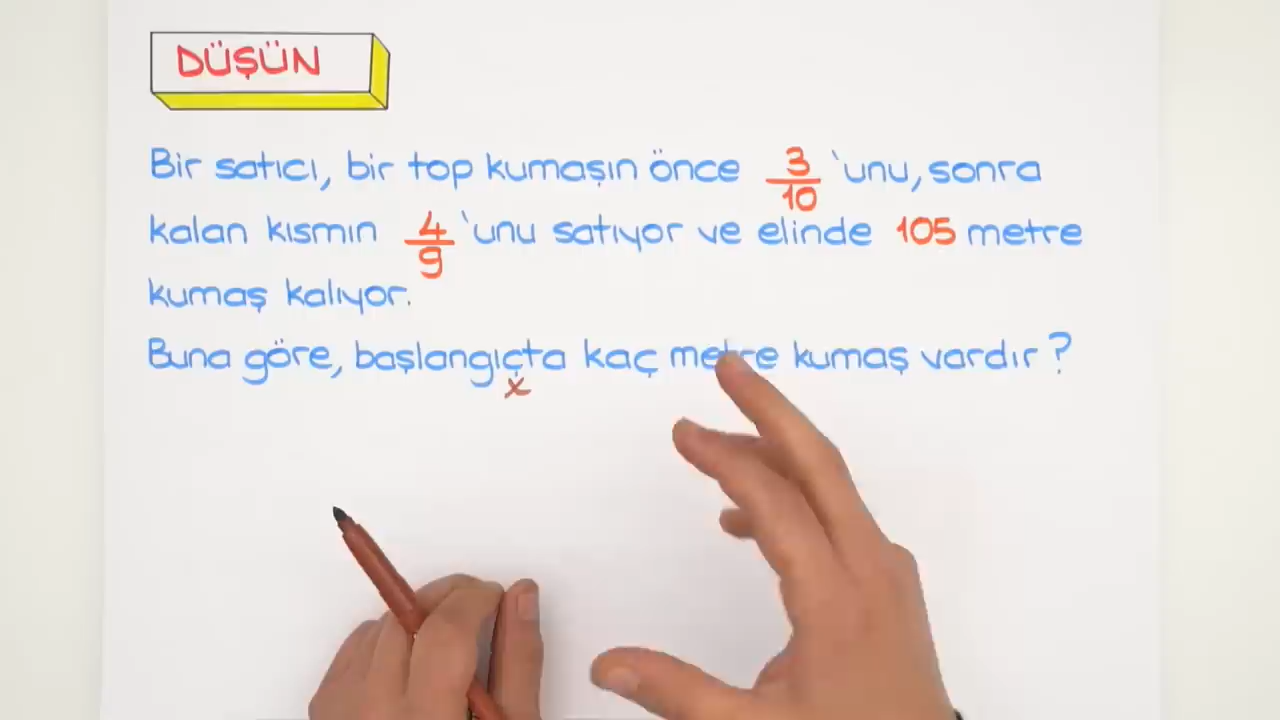 DÜŞÜN
Bir satıcı, bir top kumaşın önce 3/10 'unu, sonra
kalan kısmın 4/9 'unu satıyor ve elinde 105 metre
kumaş kalıyor.
Buna göre, başlangıçta kaç metre kumaş vardır?
x